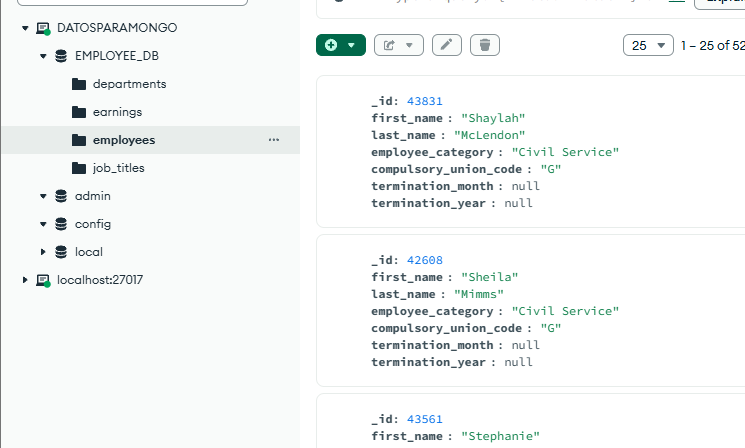 DATOSPARAMONGO
EMPLOYEE_DB
departments
earnings
employees
job_titles
admin
config
local
localhost:27017
25
1 – 25 of 52
_id: 43831
first_name : "Shaylah"
last_name : "McLendon"
employee_category : "Civil Service"
compulsory_union_code : "G"
termination_month : null
termination_year : null
_id: 42608
first_name : "Sheila"
last_name : "Mimms"
employee_category : "Civil Service"
compulsory_union_code : "G"
termination_month : null
termination_year : null
_id: 43561
first_name : "Stephanie"